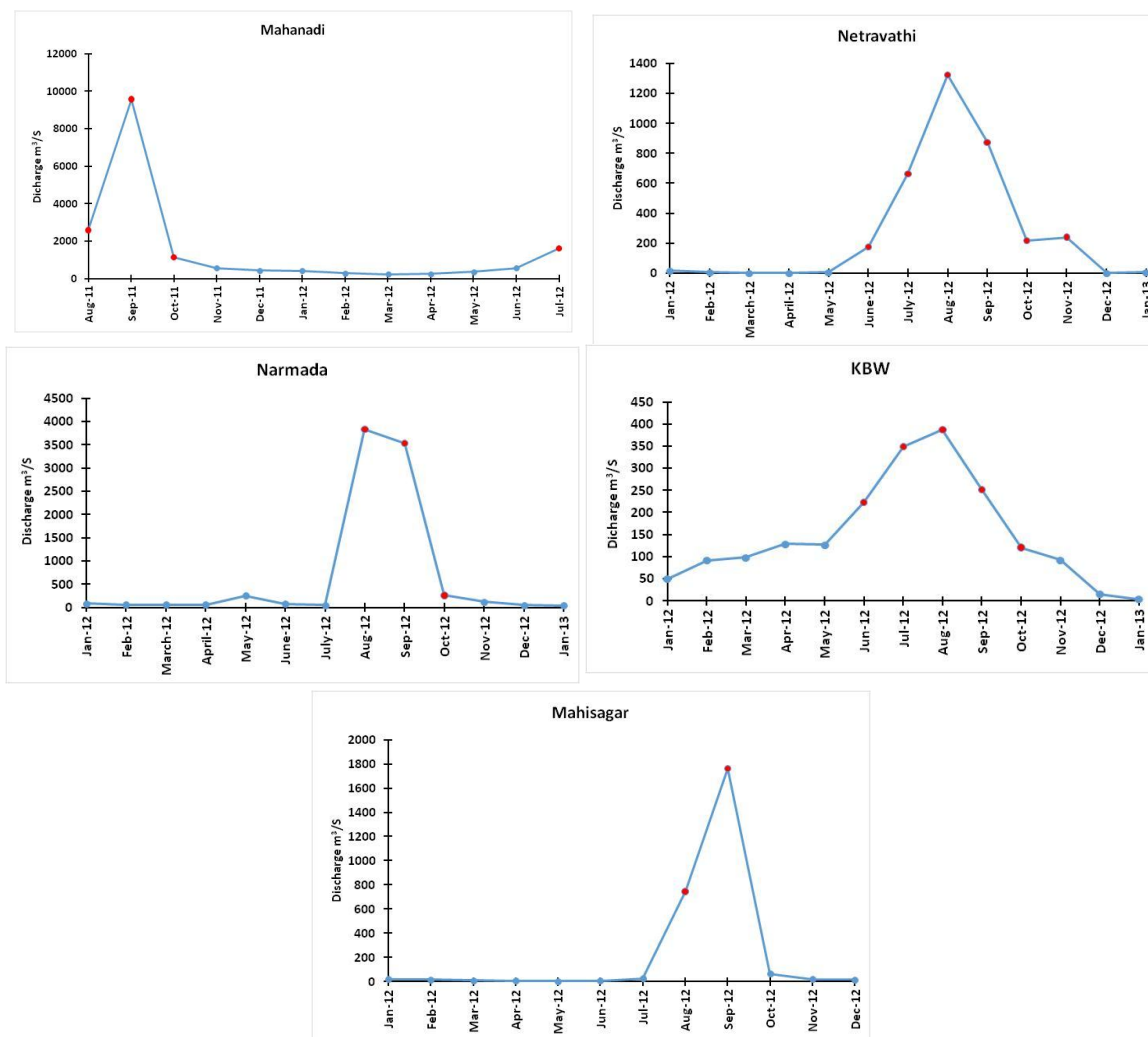 Mahanadi
Dicharge m³/S
12000
10000
8000
6000
4000
2000
0
Aug-11
Sep-11
Oct-11
Nov-11
Dec-11
Jan-12
Feb-12
Mar-12
Apr-12
May-12
Jun-12
Jul-12
Netravathi
Discharge m³/S
1400
1200
1000
800
600
400
200
0
Jan-12
Feb-12
March-12
April-12
May-12
June-12
July-12
Aug-12
Sep-12
Oct-12
Nov-12
Dec-12
Jan-13
Narmada
Discharge m³/S
4500
4000
3500
3000
2500
2000
1500
1000
500
0
Jan-12
Feb-12
March-12
April-12
May-12
June-12
July-12
Aug-12
Sep-12
Oct-12
Nov-12
Dec-12
Jan-13
KBW
Dicharge m³/S
450
400
350
300
250
200
150
100
50
0
Jan-12
Feb-12
Mar-12
Apr-12
May-12
Jun-12
Jul-12
Aug-12
Sep-12
Oct-12
Nov-12
Dec-12
Jan-13
Mahisagar
Discharge m³/S
2000
1800
1600
1400
1200
1000
800
600
400
200
0
Jan-12
Feb-12
Mar-12
Apr-12
May-12
Jun-12
Jul-12
Aug-12
Sep-12
Oct-12
Nov-12
Dec-12